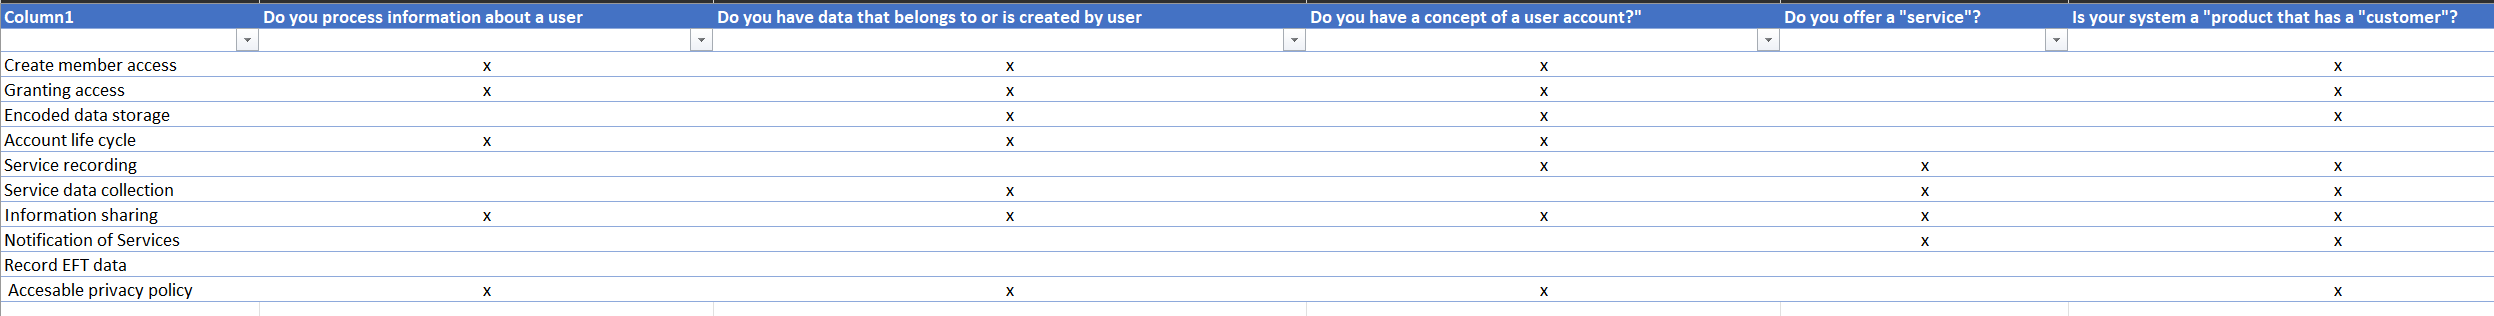 Column1 Do you process information about a user Do you have data that belongs to or is created by user Do you have a concept of a user account?" Do you offer a "service"? Is your system a "product that has a "customer"?
Create member access x x x x
Granting access x x x x
Encoded data storage x x x
Account life cycle x x x
Service recording x x x
Service data collection x x x
Information sharing x x x x x
Notification of Services x x
Record EFT data
Accesable privacy policy x x x x